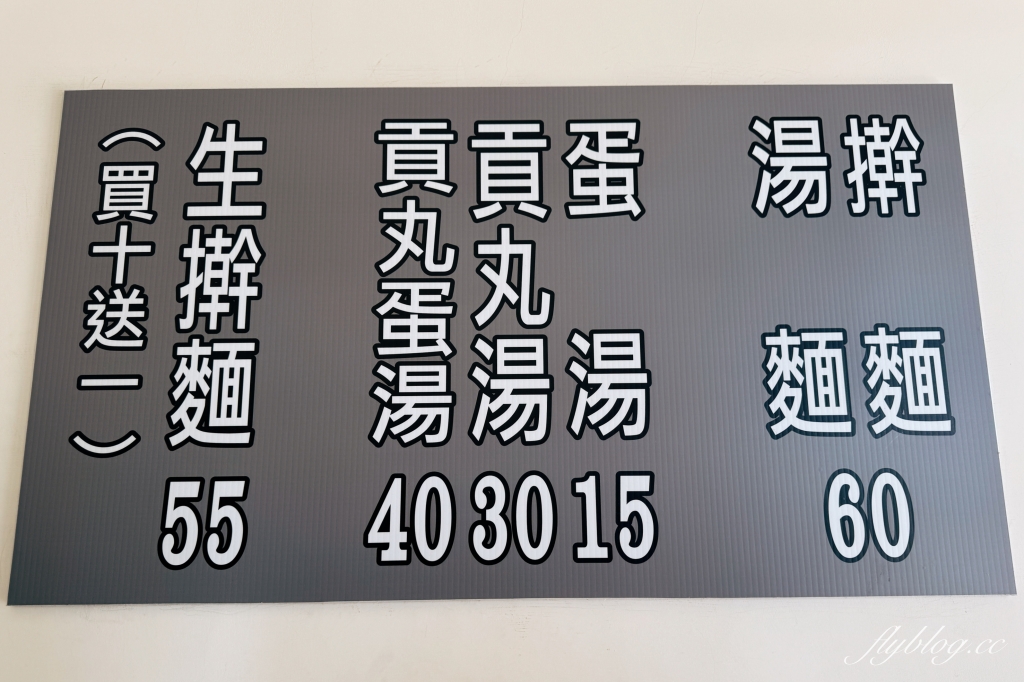 擀麵
湯麵
60
蛋湯 15
貢丸湯 30
貢丸蛋湯 40
生擀麵 55
（買十送一）
flyblog.cc